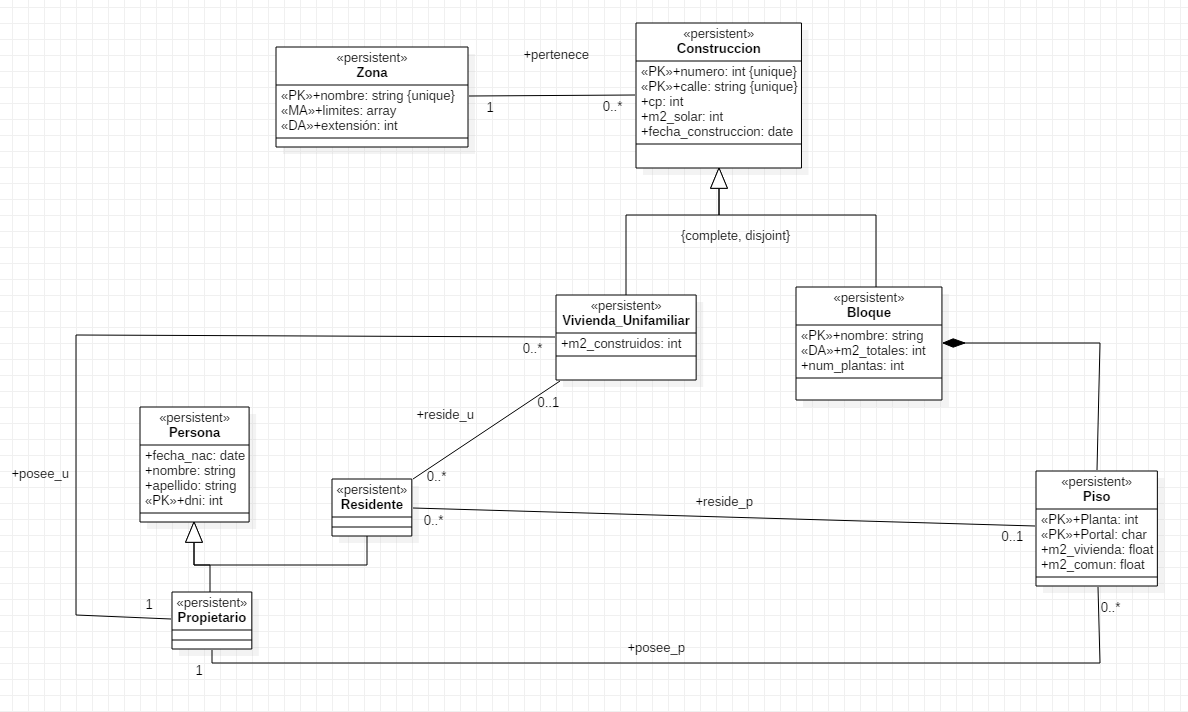 «persistent»
Zona
«PK»+nombre: string {unique}
«MA»+limites: array
«DA»+extensión: int
+pertenece
1
0..*
«persistent»
Construccion
«PK»+numero: int {unique}
«PK»+calle: string {unique}
+cp: int
+m2_solar: int
+fecha_construccion: date
{complete, disjoint}
«persistent»
Vivienda_Unifamiliar
+m2_construidos: int
«persistent»
Bloque
«PK»+nombre: string
«DA»+m2_totales: int
+num_plantas: int
0..*
0..1
+reside_u
0..*
«persistent»
Persona
+fecha_nac: date
+nombre: string
+apellido: string
«PK»+dni: int
+posee_u
«persistent»
Residente
0..*
+reside_p
0..1
«persistent»
Piso
«PK»+Planta: int
«PK»+Portal: char
+m2_vivienda: float
+m2_comun: float
1
«persistent»
Propietario
0..*
+posee_p
1